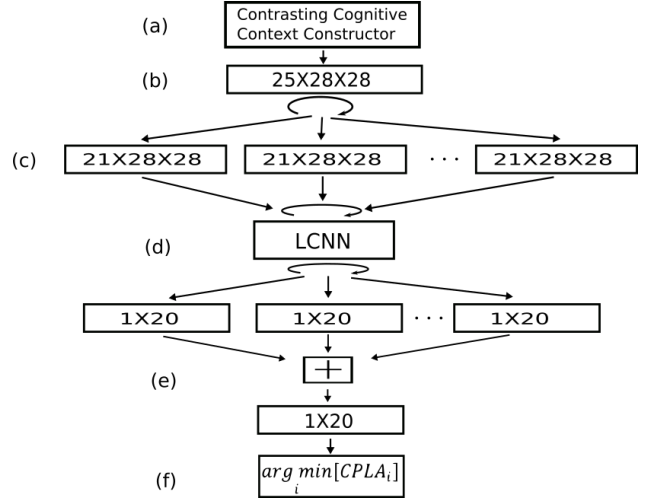 (a)
Contrasting Cognitive
Context Constructor
(b)
25X28X28
(c)
21X28X28 21X28X28 · · · 21X28X28
(d)
LCNN
1X20 1X20 · · · 1X20
(e)
+
1X20
(f)
arg min[CPLA_i]
i